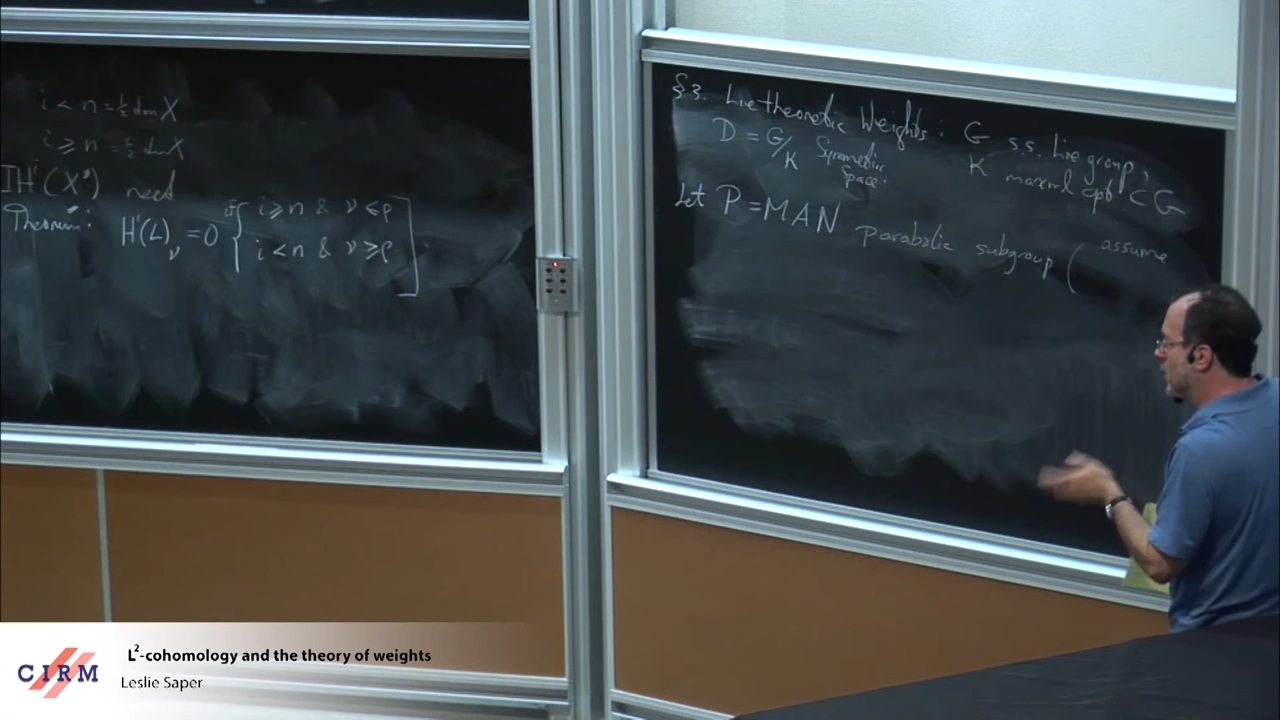 i < n = ½ dim X
i ⩾ n = ½ dim X
IH(X*) need
Theorem: H(L)ᵥ = 0 if { i ⩾ n & ν ⩽ ρ
i < n & ν ⩾ ρ ]
§3. Lie theoretic Weights: G s.s. Lie group,
D = G/K Symmetric Space. K maxml cpt ⊂ G
Let P = MAN parabolic subgroup ( assume
L²-cohomology and the theory of weights
CIRM
Leslie Saper